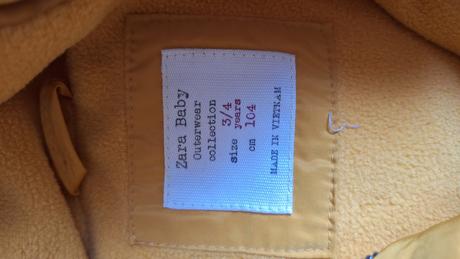 Zara Baby
Outerwear
collection
size 3/4 years
cm 104
MADE IN VIETNAM